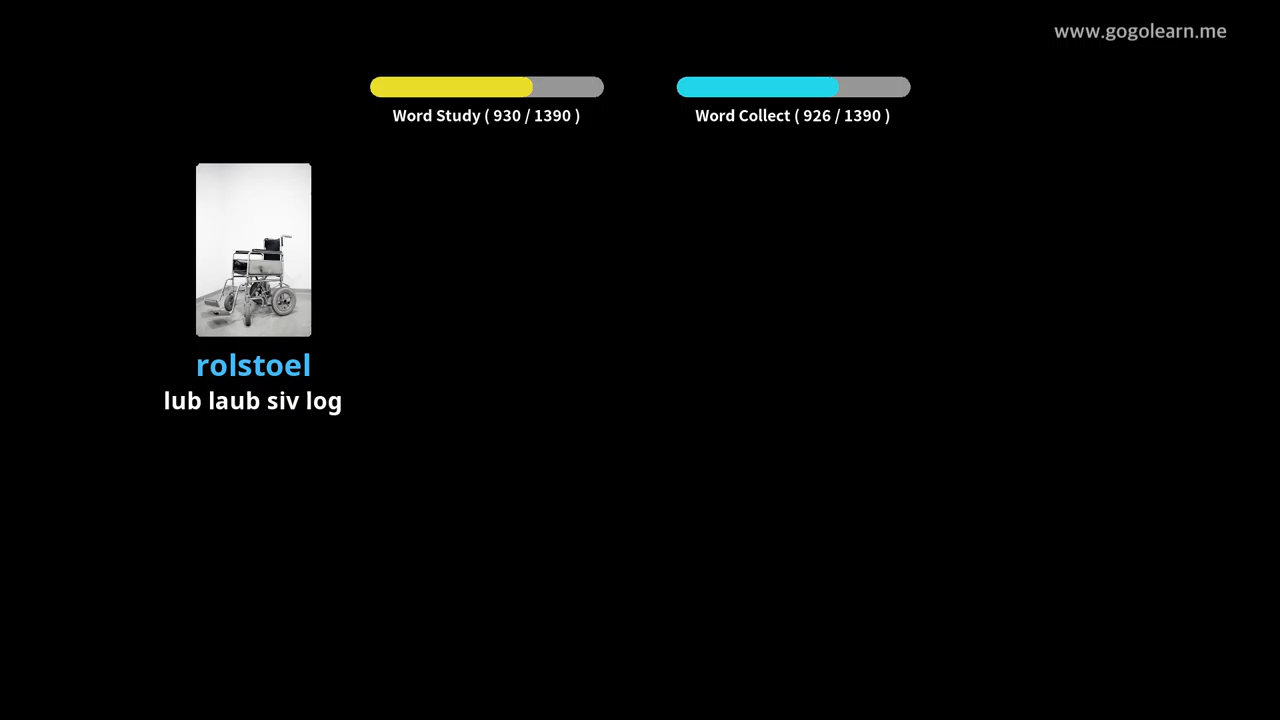 www.gogolearn.me
Word Study ( 930 / 1390 )
Word Collect ( 926 / 1390 )
rolstoel
lub laub siv log